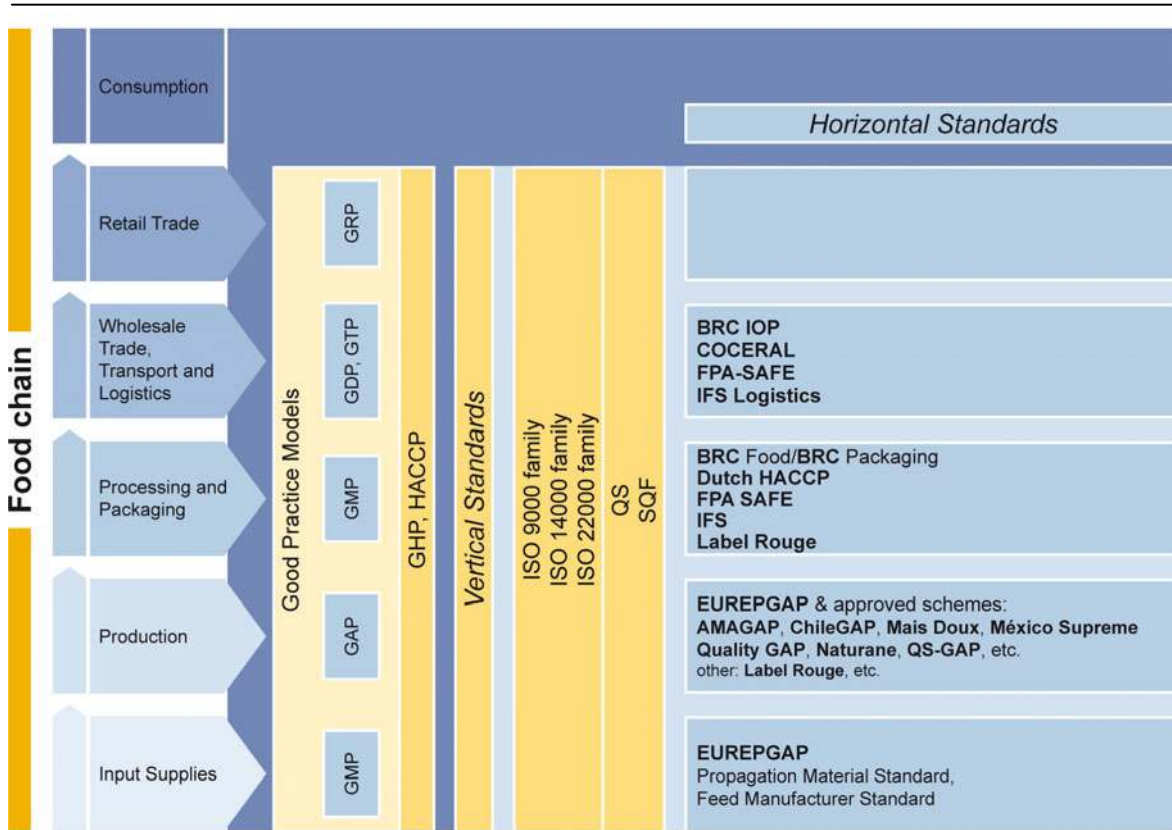 Food chain
Consumption
Horizontal Standards
Retail Trade
Wholesale
Trade,
Transport and
Logistics
Processing and
Packaging
Production
Input Supplies
Good Practice Models
GRP
GDP, GTP
GMP
GAP
GMP
GHP, HACCP
Vertical Standards
ISO 9000 family
ISO 14000 family
ISO 22000 family
QS
SQF
BRC IOP
COCERAL
FPA-SAFE
IFS Logistics
BRC Food/BRC Packaging
Dutch HACCP
FPA SAFE
IFS
Label Rouge
EUREPGAP & approved schemes:
AMAGAP, ChileGAP, Mais Doux, México Supreme
Quality GAP, Naturane, QS-GAP, etc.
other: Label Rouge, etc.
EUREPGAP
Propagation Material Standard,
Feed Manufacturer Standard